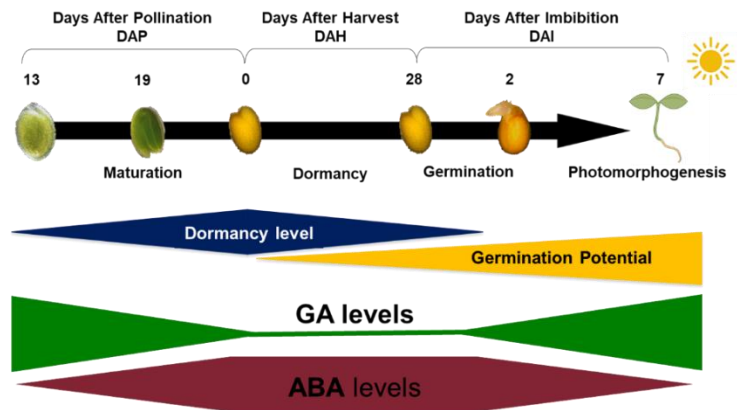 Days After Pollination
DAP
Days After Harvest
DAH
Days After Imbibition
DAI
13 19 0 28 2 7
Maturation Dormancy Germination Photomorphogenesis
Dormancy level
Germination Potential
GA levels
ABA levels